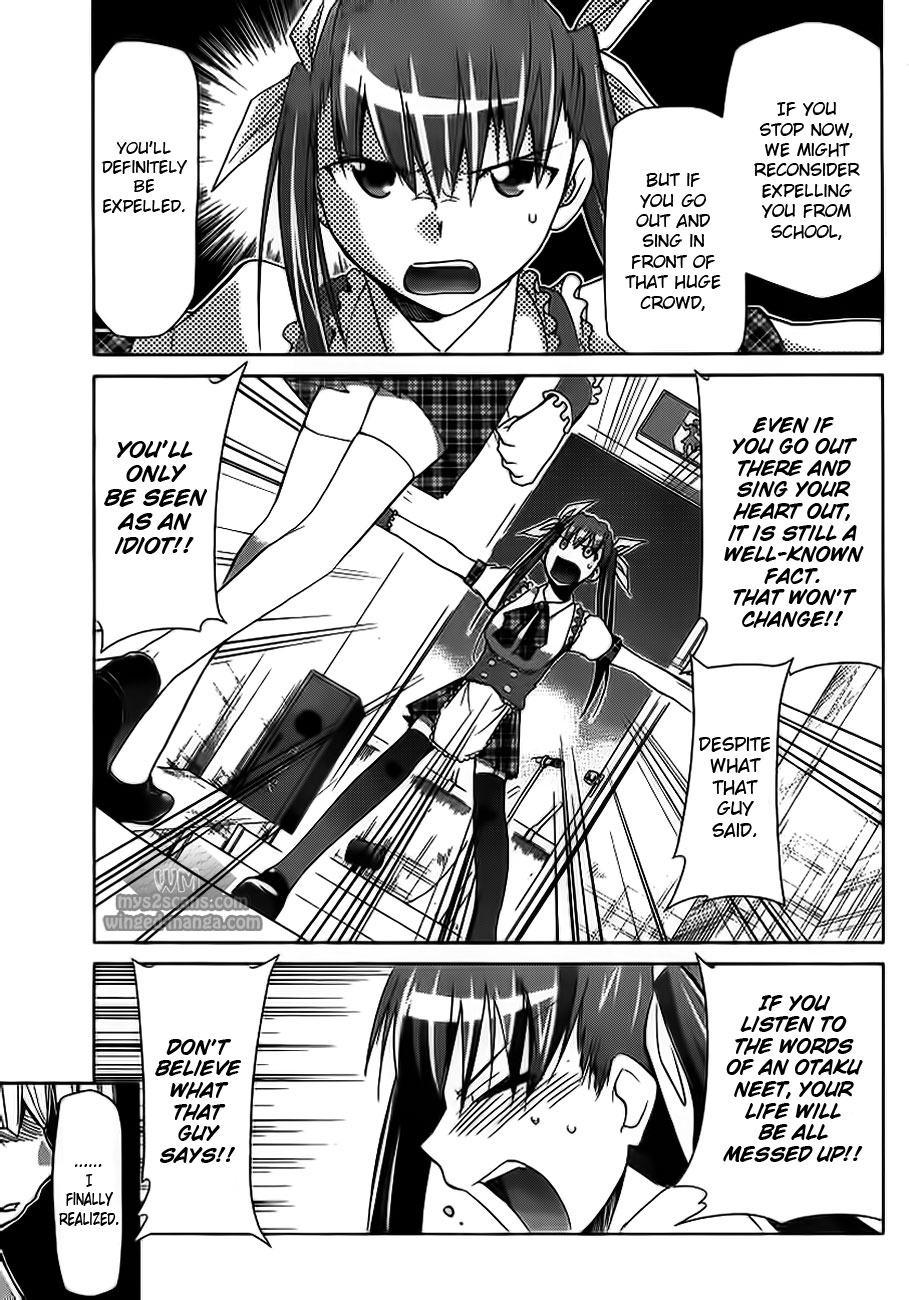 IF YOU
STOP NOW,
WE MIGHT
RECONSIDER
EXPELLING
YOU FROM
SCHOOL,
BUT IF
YOU GO
OUT AND
SING IN
FRONT OF
THAT HUGE
CROWD,
YOU'LL
DEFINITELY
BE
EXPELLED.
EVEN IF
YOU GO OUT
THERE AND
SING YOUR
HEART OUT,
IT IS STILL A
WELL-KNOWN
FACT.
THAT WON'T
CHANGE!!
DESPITE
WHAT
THAT
GUY
SAID.
YOU'LL
ONLY
BE SEEN
AS AN
IDIOT!!
WM
mys2scans.com
winged-manga.com
IF YOU
LISTEN TO
THE WORDS
OF AN OTAKU
NEET, YOUR
LIFE WILL
BE ALL
MESSED UP!!
DON'T
BELIEVE
WHAT
THAT
GUY
SAYS!!
......
I
FINALLY
REALIZED.